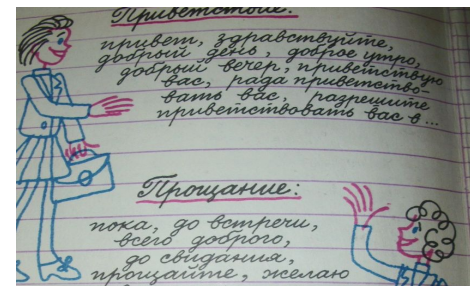 Приветствие:
привет, здравствуйте,
добрый день, доброе утро,
добрый вечер, приветствую
вас, рада приветство-
вать вас, разрешите
приветствовать вас в...
Прощание:
пока, до встречи,
всего доброго,
до свидания,
прощайте, желаю